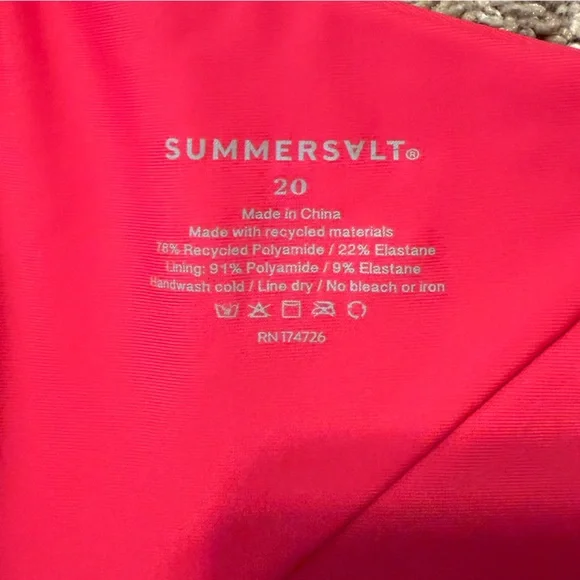 SUMMERSALT®
20
Made in China
Made with recycled materials
78% Recycled Polyamide / 22% Elastane
Lining: 91% Polyamide / 9% Elastane
Handwash cold / Line dry / No bleach or iron
RN 174726